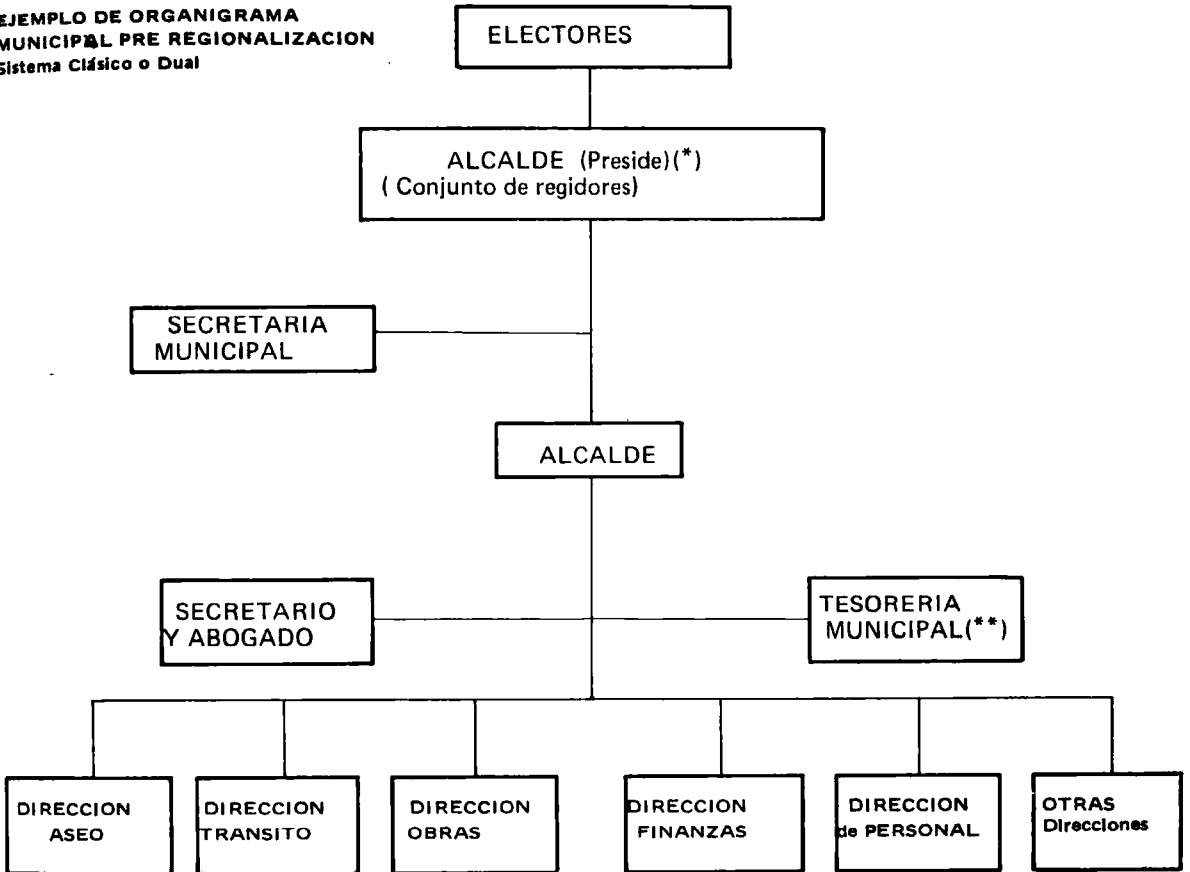 EJEMPLO DE ORGANIGRAMA
MUNICIPAL PRE REGIONALIZACION
Sistema Clásico o Dual
ELECTORES
ALCALDE (Preside)(*)
( Conjunto de regidores)
SECRETARIA
MUNICIPAL
ALCALDE
SECRETARIO
Y ABOGADO
TESORERIA
MUNICIPAL(**)
DIRECCION
ASEO
DIRECCION
TRANSITO
DIRECCION
OBRAS
DIRECCION
FINANZAS
DIRECCION
de PERSONAL
OTRAS
Direcciones